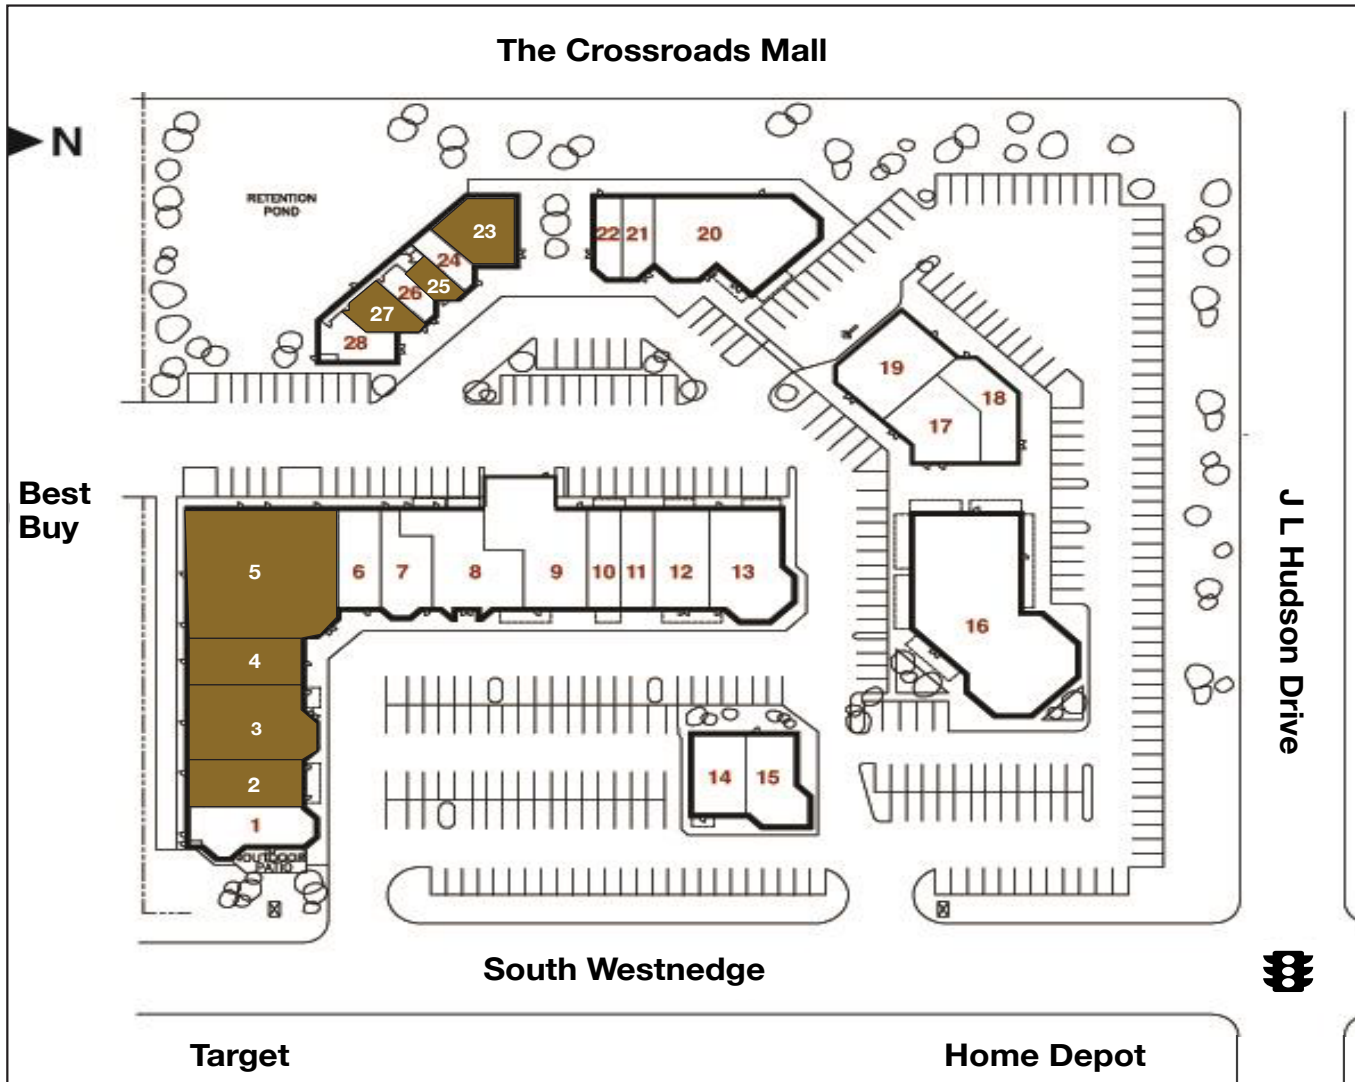 The Crossroads Mall
N
RETENTION
POND
23
22
21
20
24
25
26
27
28
19
18
17
Best
Buy
5
6
7
8
9
10
11
12
13
16
4
3
2
1
14
15
OUTDOOR
PATIO
J L Hudson Drive
South Westnedge
Target
Home Depot